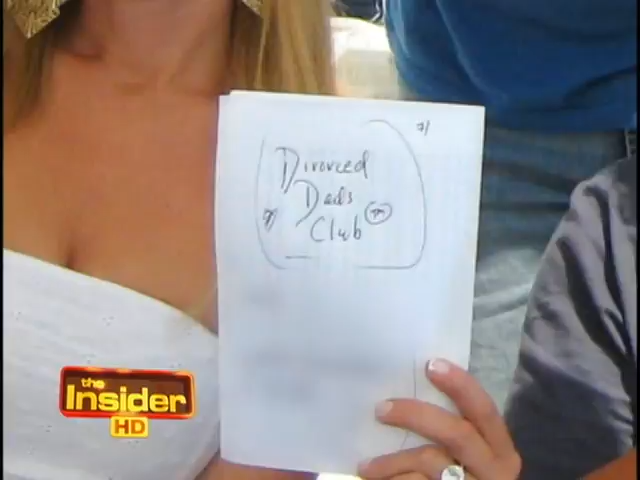 Divorced
Dads
Club
the
Insider
HD